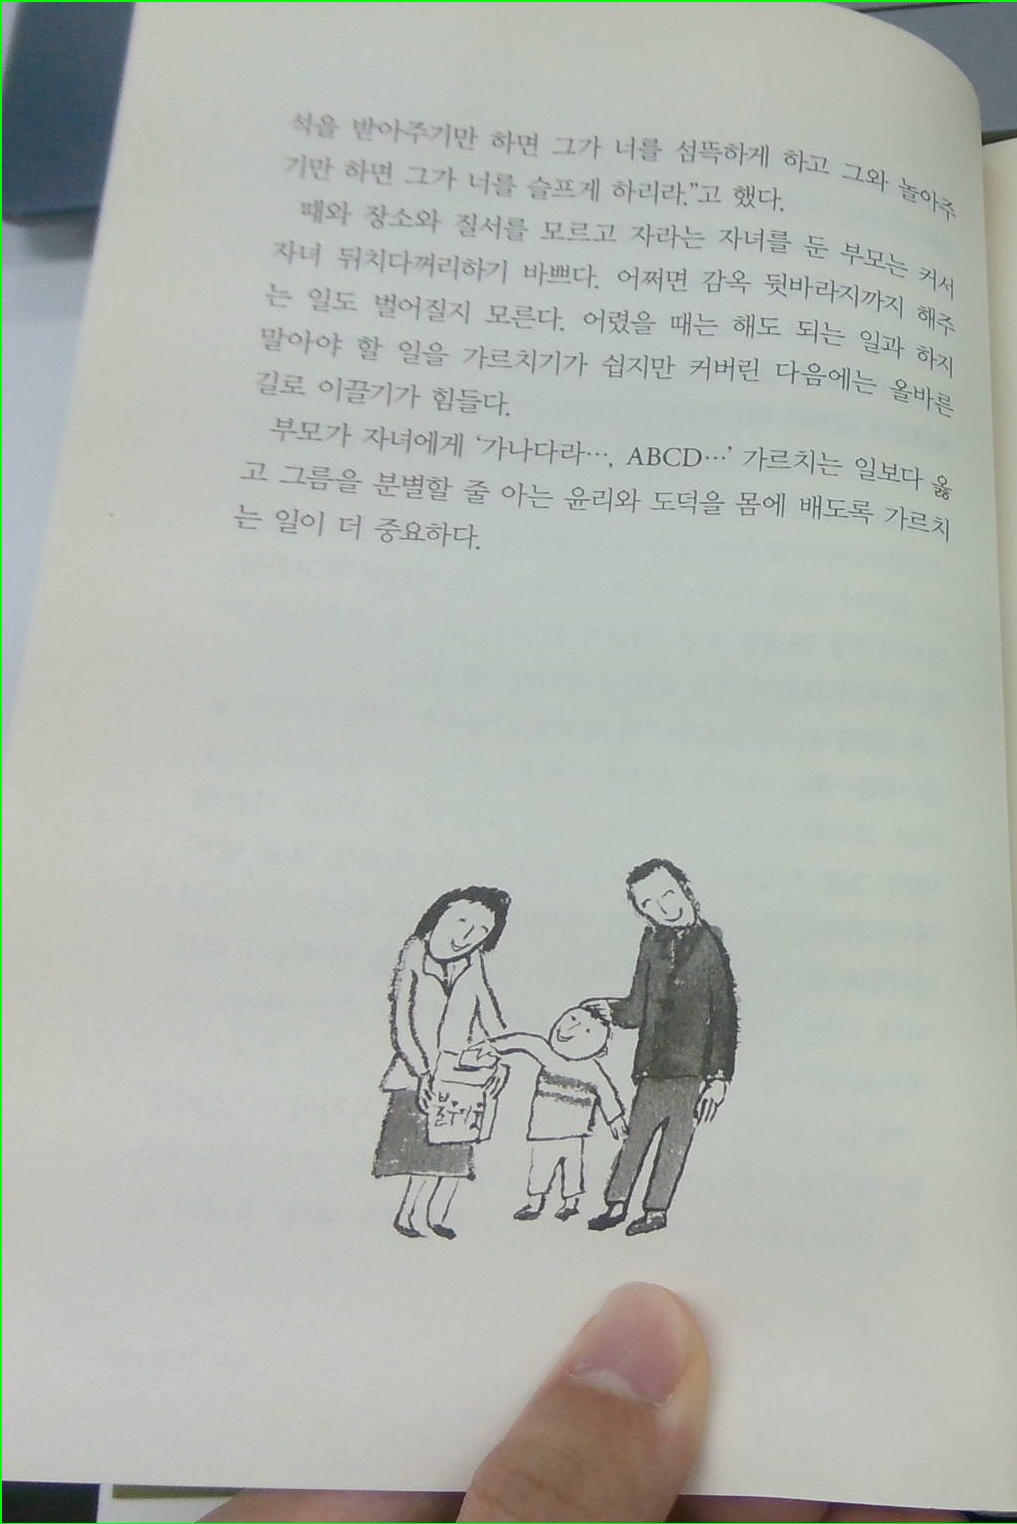 석을 받아주기만 하면 그가 너를 섬뜩하게 하고 그와 놀아주
기만 하면 그가 너를 슬프게 하리라."고 했다.
때와 장소와 질서를 모르고 자라는 자녀를 둔 부모는 커서
자녀 뒤치다꺼리하기 바쁘다. 어쩌면 감옥 뒷바라지까지 해주
는 일도 벌어질지 모른다. 어렸을 때는 해도 되는 일과 하지
말아야 할 일을 가르치기가 쉽지만 커버린 다음에는 올바른
길로 이끌기가 힘들다.
부모가 자녀에게 '가나다라…, ABCD…' 가르치는 일보다 옳
고 그름을 분별할 줄 아는 윤리와 도덕을 몸에 배도록 가르치
는 일이 더 중요하다.
불우이웃